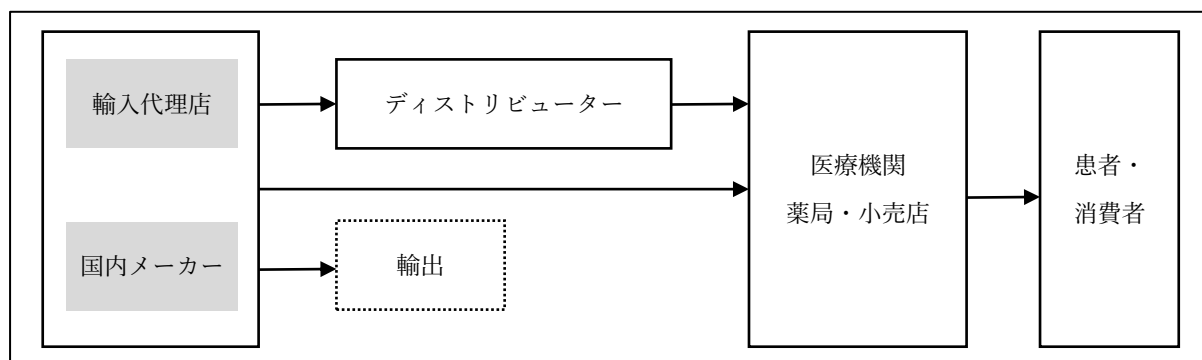 輸入代理店
ディストリビューター
国内メーカー
輸出
医療機関
薬局・小売店
患者・
消費者